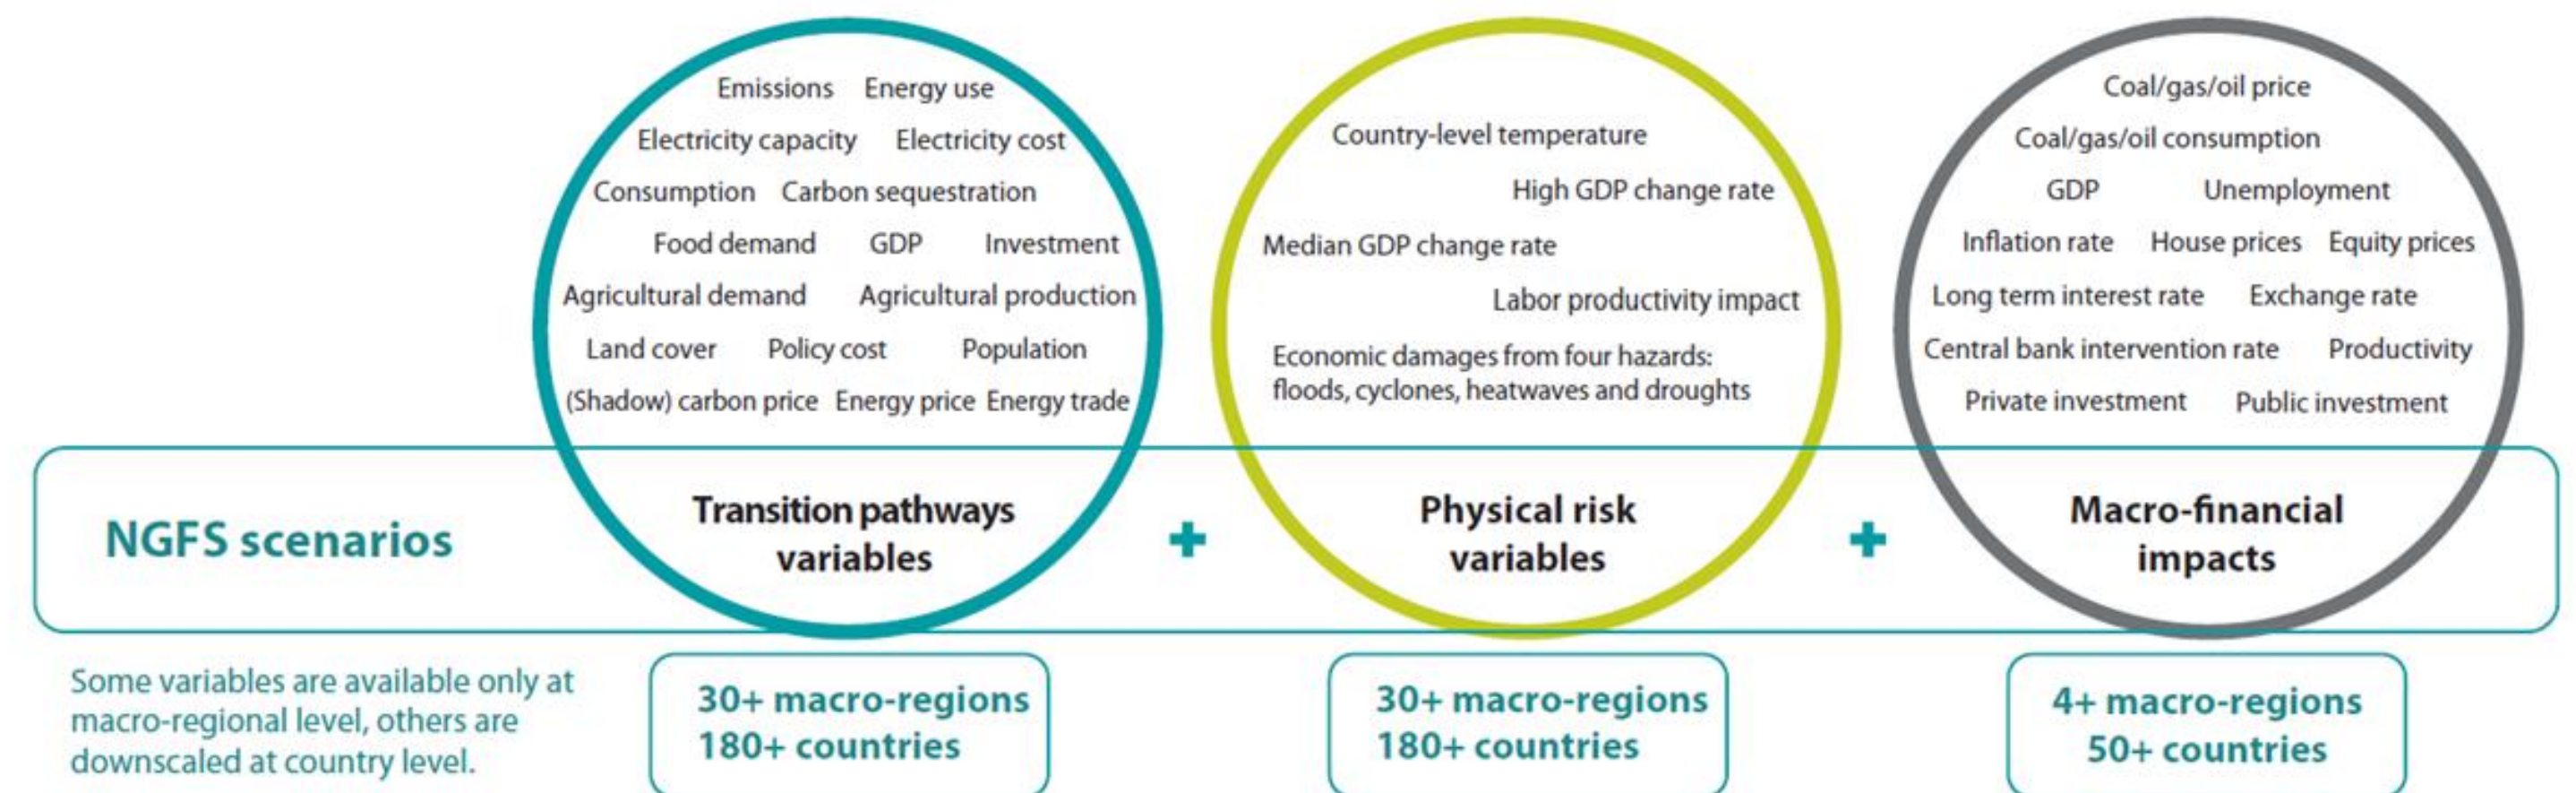 Emissions Energy use
Electricity capacity Electricity cost
Consumption Carbon sequestration
Food demand GDP Investment
Agricultural demand Agricultural production
Land cover Policy cost Population
(Shadow) carbon price Energy price Energy trade
Country-level temperature
High GDP change rate
Median GDP change rate
Labor productivity impact
Economic damages from four hazards:
floods, cyclones, heatwaves and droughts
Coal/gas/oil price
Coal/gas/oil consumption
GDP Unemployment
Inflation rate House prices Equity prices
Long term interest rate Exchange rate
Central bank intervention rate Productivity
Private investment Public investment
NGFS scenarios
Transition pathways
variables
+
Physical risk
variables
+
Macro-financial
impacts
Some variables are available only at
macro-regional level, others are
downscaled at country level.
30+ macro-regions
180+ countries
30+ macro-regions
180+ countries
4+ macro-regions
50+ countries